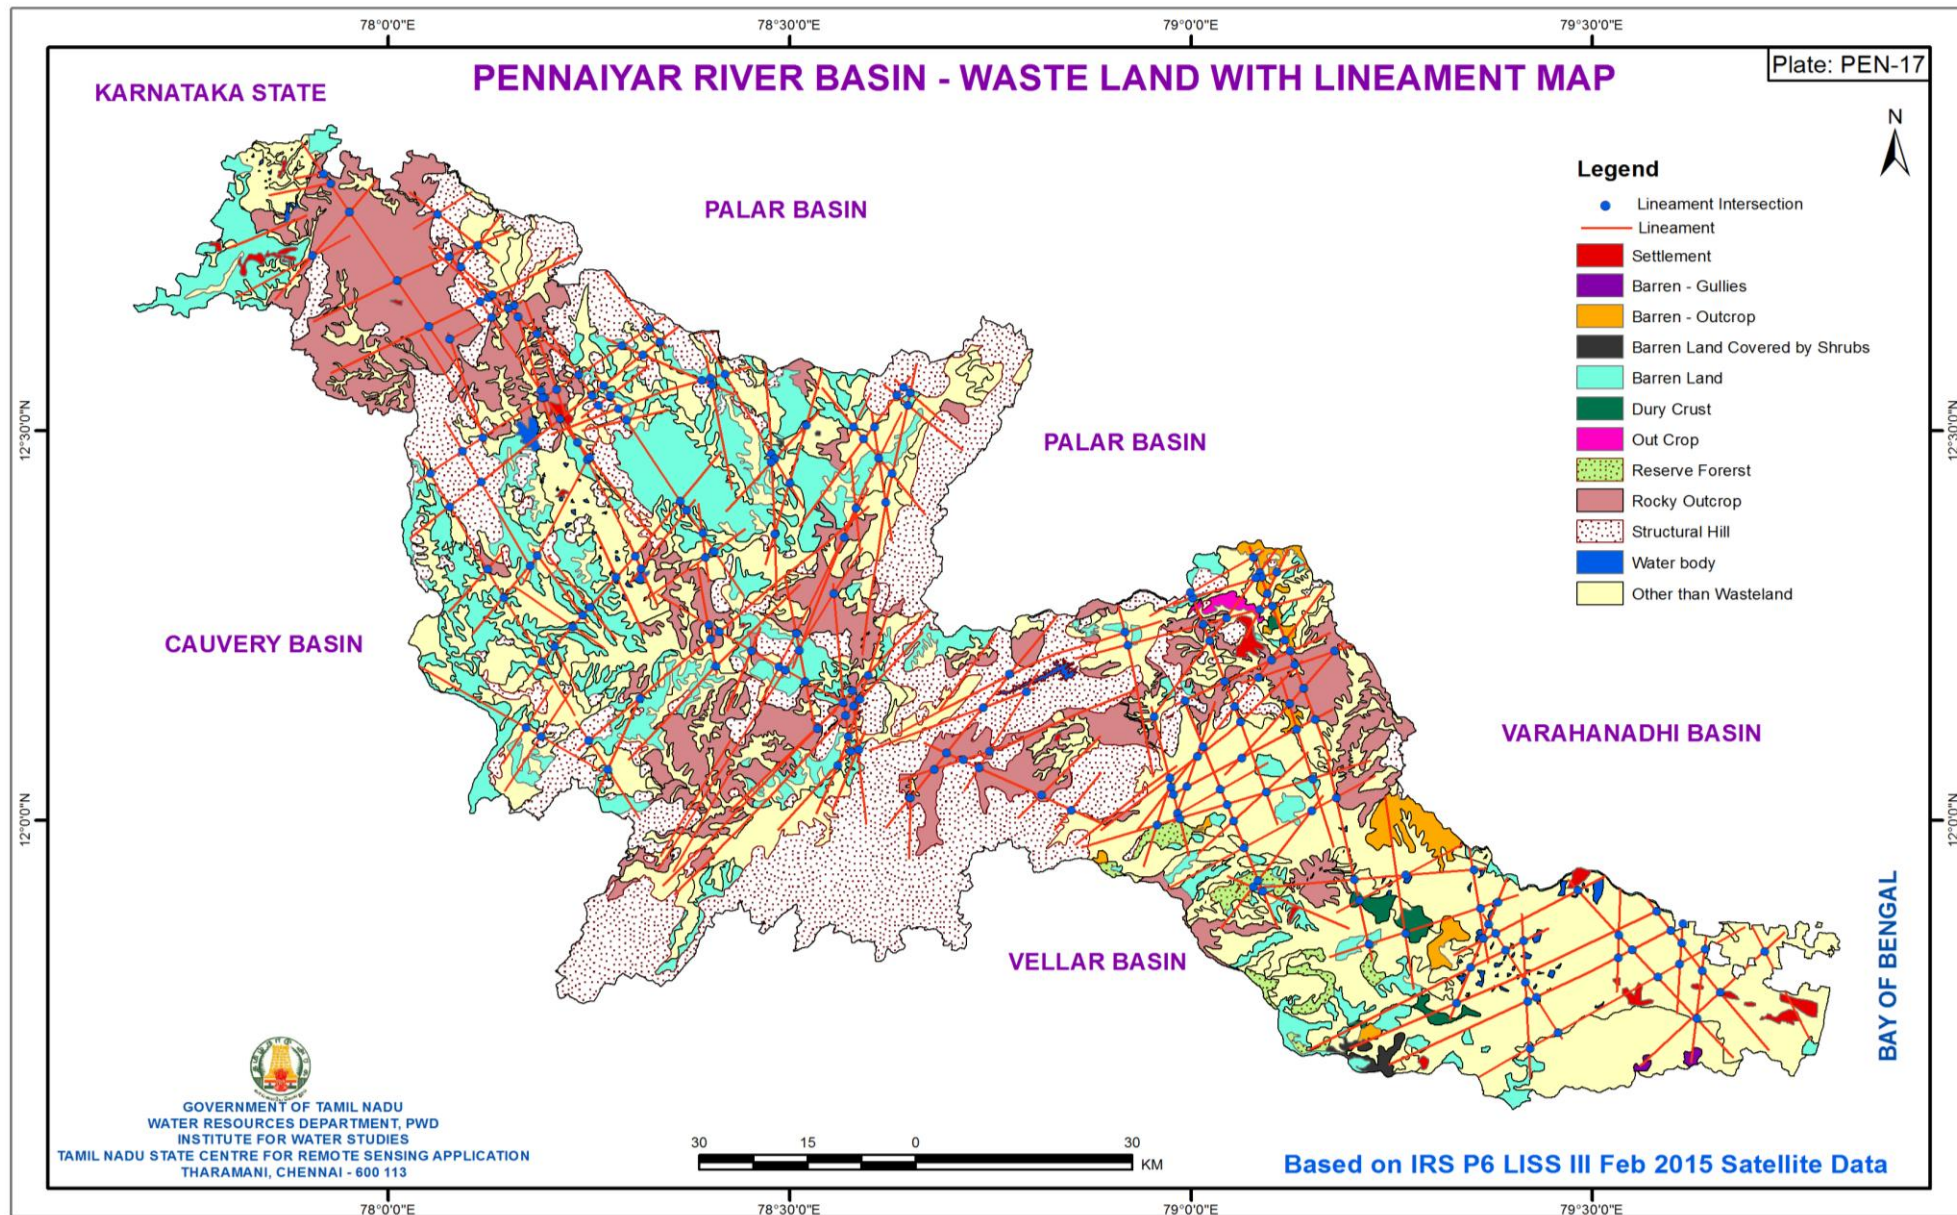 78°0'0"E 78°30'0"E 79°0'0"E 79°30'0"E
Plate: PEN-17
PENNAIYAR RIVER BASIN - WASTE LAND WITH LINEAMENT MAP
KARNATAKA STATE
N
PALAR BASIN
Legend
Lineament Intersection
Lineament
Settlement
Barren - Gullies
Barren - Outcrop
Barren Land Covered by Shrubs
Barren Land
Dury Crust
Out Crop
Reserve Forerst
Rocky Outcrop
Structural Hill
Water body
Other than Wasteland
12°30'0"N
12°30'0"N
PALAR BASIN
CAUVERY BASIN
VARAHANADHI BASIN
12°0'0"N
12°0'0"N
VELLAR BASIN
BAY OF BENGAL
GOVERNMENT OF TAMIL NADU
WATER RESOURCES DEPARTMENT, PWD
INSTITUTE FOR WATER STUDIES
TAMIL NADU STATE CENTRE FOR REMOTE SENSING APPLICATION
THARAMANI, CHENNAI - 600 113
30 15 0 30
KM
Based on IRS P6 LISS III Feb 2015 Satellite Data
78°0'0"E 78°30'0"E 79°0'0"E 79°30'0"E